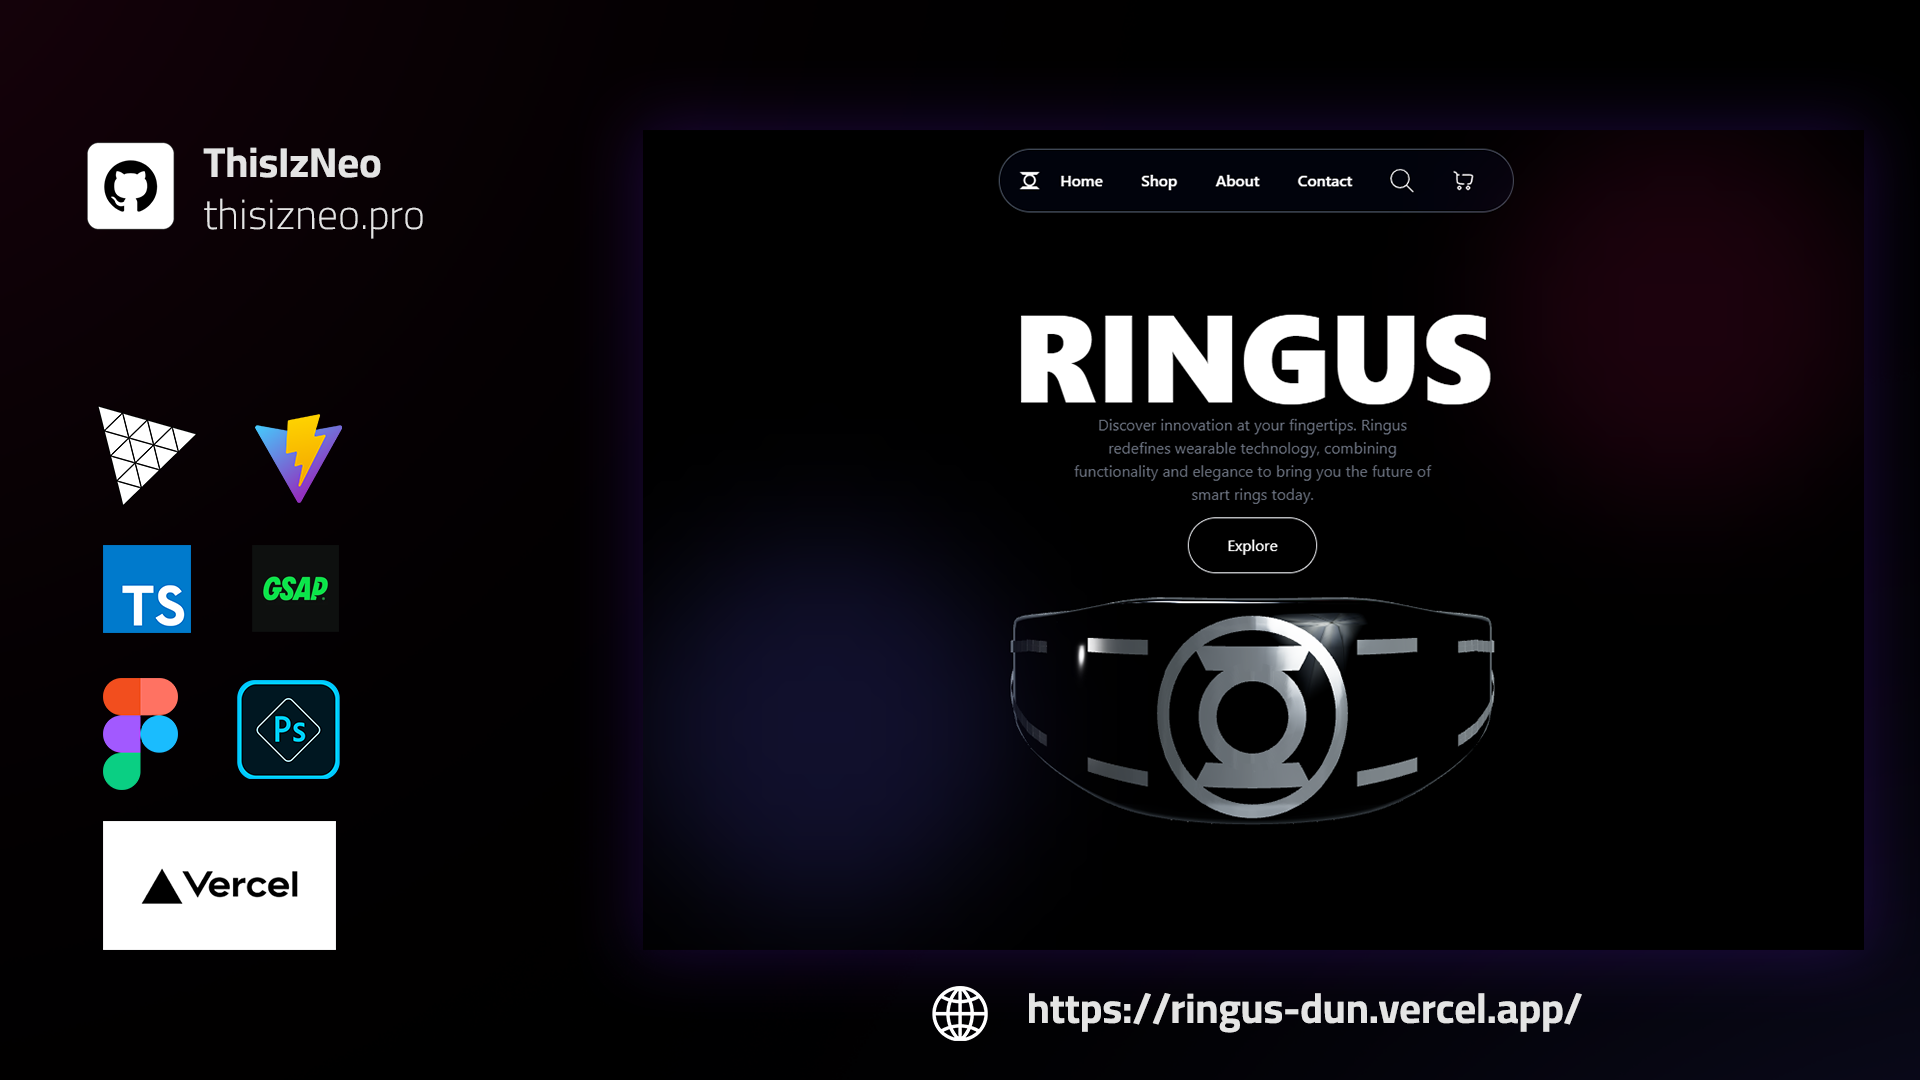 ThisIzNeo
thisizneo.pro
TS
GSAP
Ps
Vercel
Home Shop About Contact
RINGUS
Discover innovation at your fingertips. Ringus
redefines wearable technology, combining
functionality and elegance to bring you the future of
smart rings today.
Explore
https://ringus-dun.vercel.app/